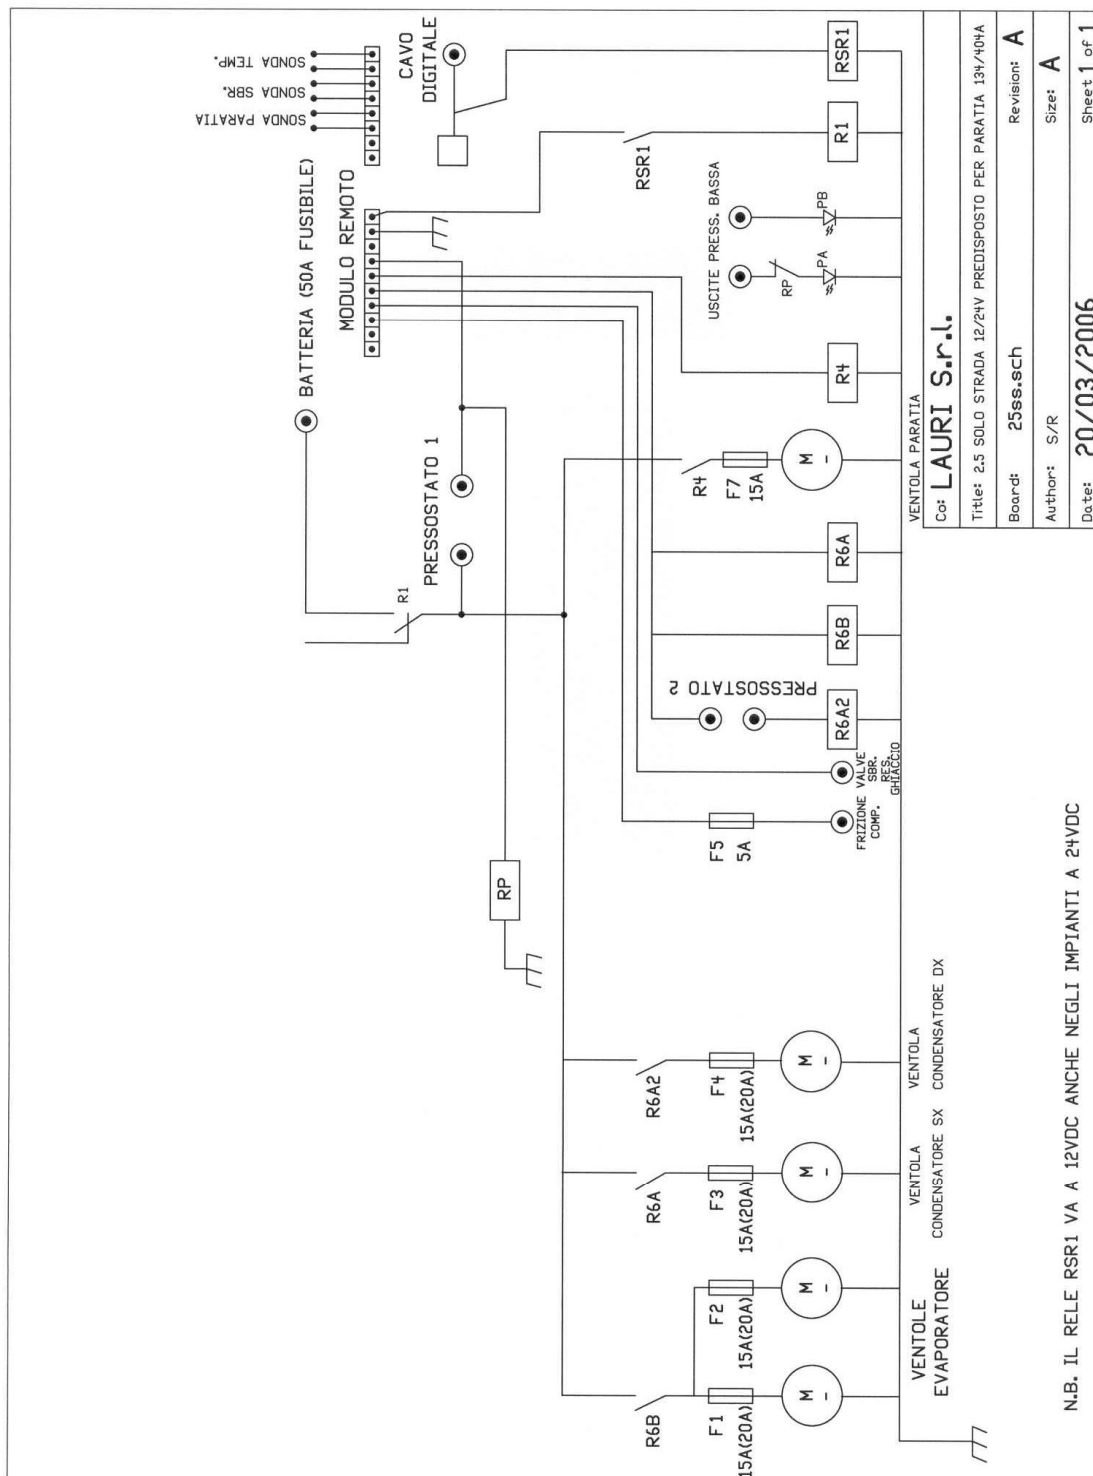 SONDA TEMP.
SONDA SBR.
SONDA PARATIA
CAVO
DIGITALE
BATTERIA (50A FUSIBILE)
MODULO REMOTO
PRESSOSTATO 1
R1
RSR1
RSR1
R1
USCITE PRESS. BASSA
PB
PA
RP
R4
R4
F7
15A
M
-
VENTOLA PARATIA
R6A
R6B
PRESSOSTATO 2
R6A2
VALVE
SBR.
RES.
GHIACCIO
FRIZIONE
COMP.
F5
5A
RP
R6A2
F4
15A(20A)
M
-
VENTOLA
CONDENSATORE DX
R6A
F3
15A(20A)
M
-
VENTOLA
CONDENSATORE SX
F2
15A(20A)
M
-
R6B
F1
15A(20A)
M
-
VENTOLE
EVAPORATORE
Co: LAURI S.r.l.
Title: 2.5 SOLO STRADA 12/24V PREDISPOSTO PER PARATIA 134/404A
Board: 25ss.sch
Revision: A
Author: S/R
Size: A
Date: 20/03/2006
Sheet 1 of 1
N.B. IL RELE RSR1 VA A 12VDC ANCHE NEGLI IMPIANTI A 24VDC